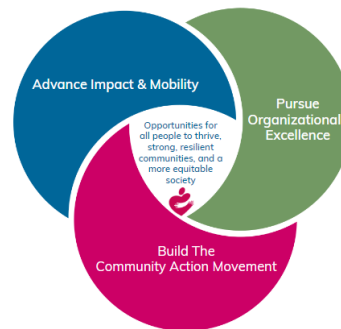 Advance Impact & Mobility
Pursue
Organizational
Excellence
Opportunities for
all people to thrive,
strong, resilient
communities, and a
more equitable
society
Build The
Community Action Movement